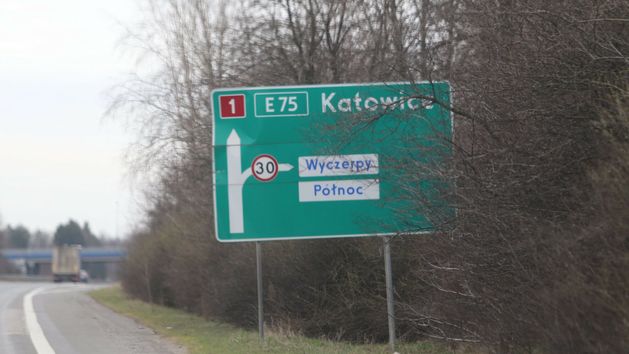 1 E 75 Katowice
30 Wyczerpy
Północ